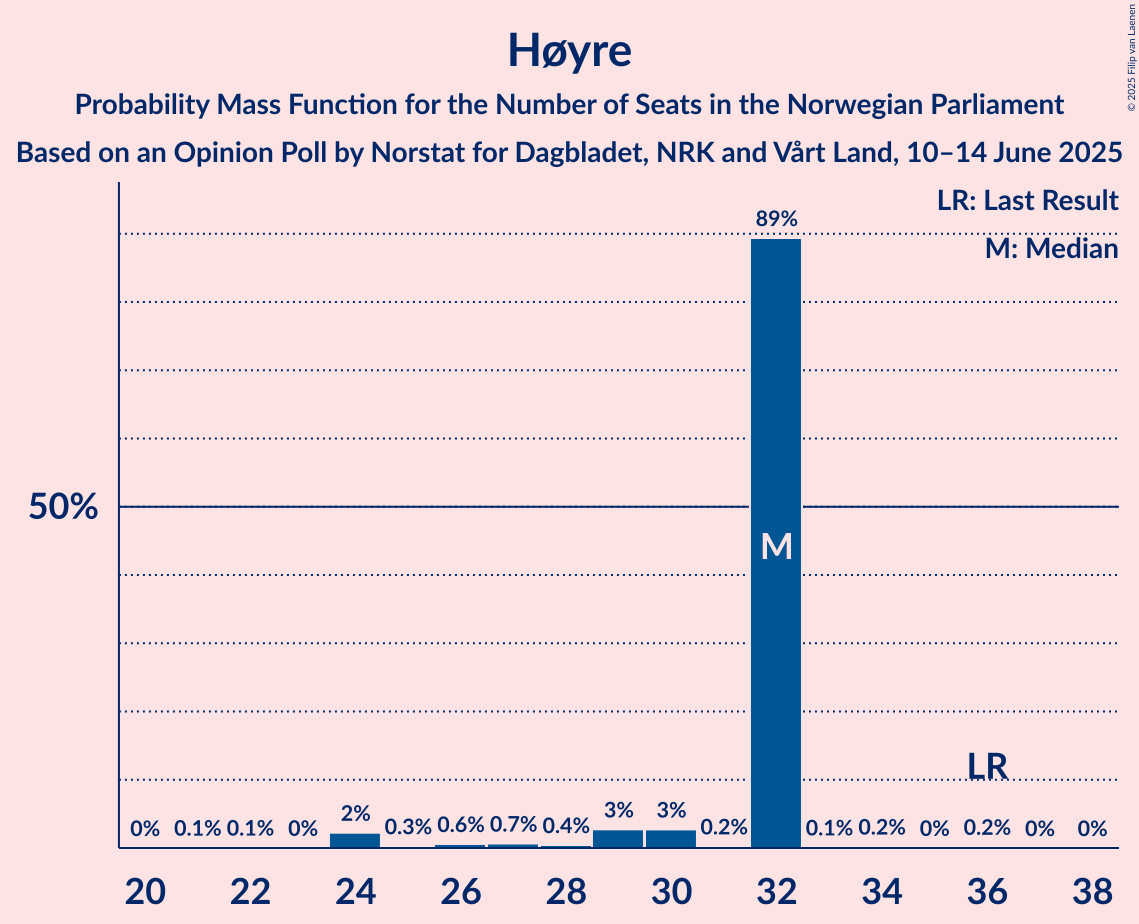 Høyre
Probability Mass Function for the Number of Seats in the Norwegian Parliament
Based on an Opinion Poll by Norstat for Dagbladet, NRK and Vårt Land, 10–14 June 2025
© 2025 Filip van Laenen
LR: Last Result
M: Median
89%
50%
M
LR
0% 0.1% 0.1% 0% 2% 0.3% 0.6% 0.7% 0.4% 3% 3% 0.2% 0.1% 0.2% 0% 0.2% 0% 0%
20 22 24 26 28 30 32 34 36 38